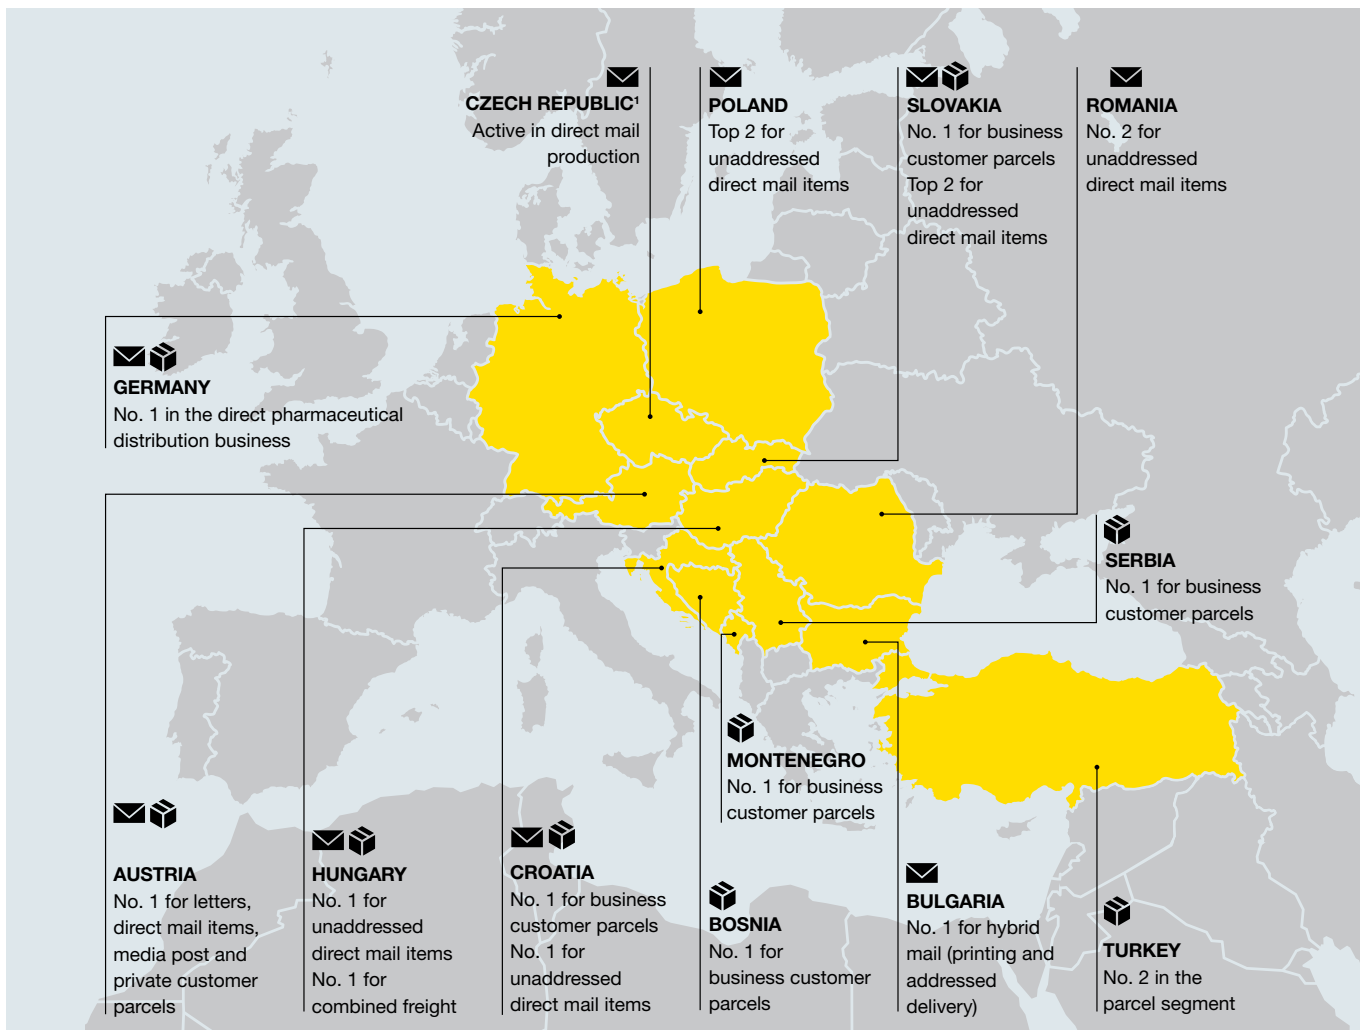 CZECH REPUBLIC¹
Active in direct mail
production
POLAND
Top 2 for
unaddressed
direct mail items
SLOVAKIA
No. 1 for business
customer parcels
Top 2 for
unaddressed
direct mail items
ROMANIA
No. 2 for
unaddressed
direct mail items
GERMANY
No. 1 in the direct pharmaceutical
distribution business
SERBIA
No. 1 for business
customer parcels
MONTENEGRO
No. 1 for business
customer parcels
AUSTRIA
No. 1 for letters,
direct mail items,
media post and
private customer
parcels
HUNGARY
No. 1 for
unaddressed
direct mail items
No. 1 for
combined freight
CROATIA
No. 1 for business
customer parcels
No. 1 for
unaddressed
direct mail items
BOSNIA
No. 1 for
business customer
parcels
BULGARIA
No. 1 for hybrid
mail (printing and
addressed
delivery)
TURKEY
No. 2 in the
parcel segment